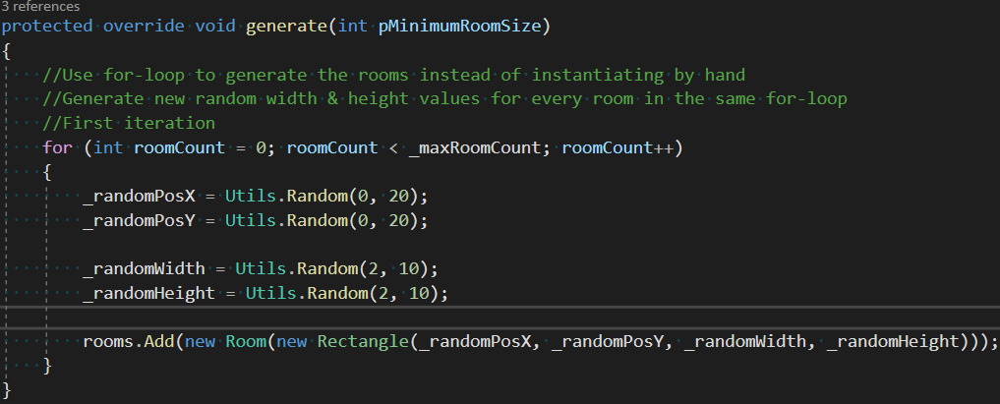 3 references
protected override void generate(int pMinimumRoomSize)
{
    //Use for-loop to generate the rooms instead of instantiating by hand
    //Generate new random width & height values for every room in the same for-loop
    //First iteration
    for (int roomCount = 0; roomCount < _maxRoomCount; roomCount++)
    {
        _randomPosX = Utils.Random(0, 20);
        _randomPosY = Utils.Random(0, 20);

        _randomWidth = Utils.Random(2, 10);
        _randomHeight = Utils.Random(2, 10);

        rooms.Add(new Room(new Rectangle(_randomPosX, _randomPosY, _randomWidth, _randomHeight)));
    }
}